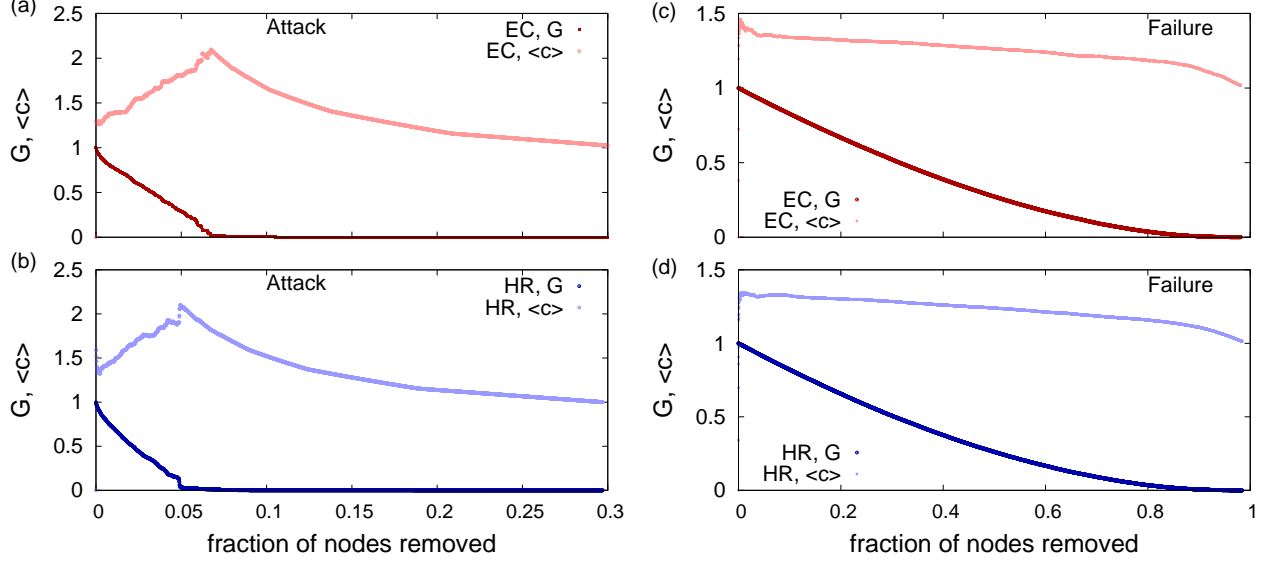 (a)
Attack
EC, G
EC, <c>
G, <c>
2.5
2
1.5
1
0.5
0
(b)
Attack
HR, G
HR, <c>
G, <c>
2.5
2
1.5
1
0.5
0
0 0.05 0.1 0.15 0.2 0.25 0.3
fraction of nodes removed
(c)
Failure
EC, G
EC, <c>
G, <c>
1.5
1
0.5
0
(d)
Failure
HR, G
HR, <c>
G, <c>
1.5
1
0.5
0
0 0.2 0.4 0.6 0.8 1
fraction of nodes removed